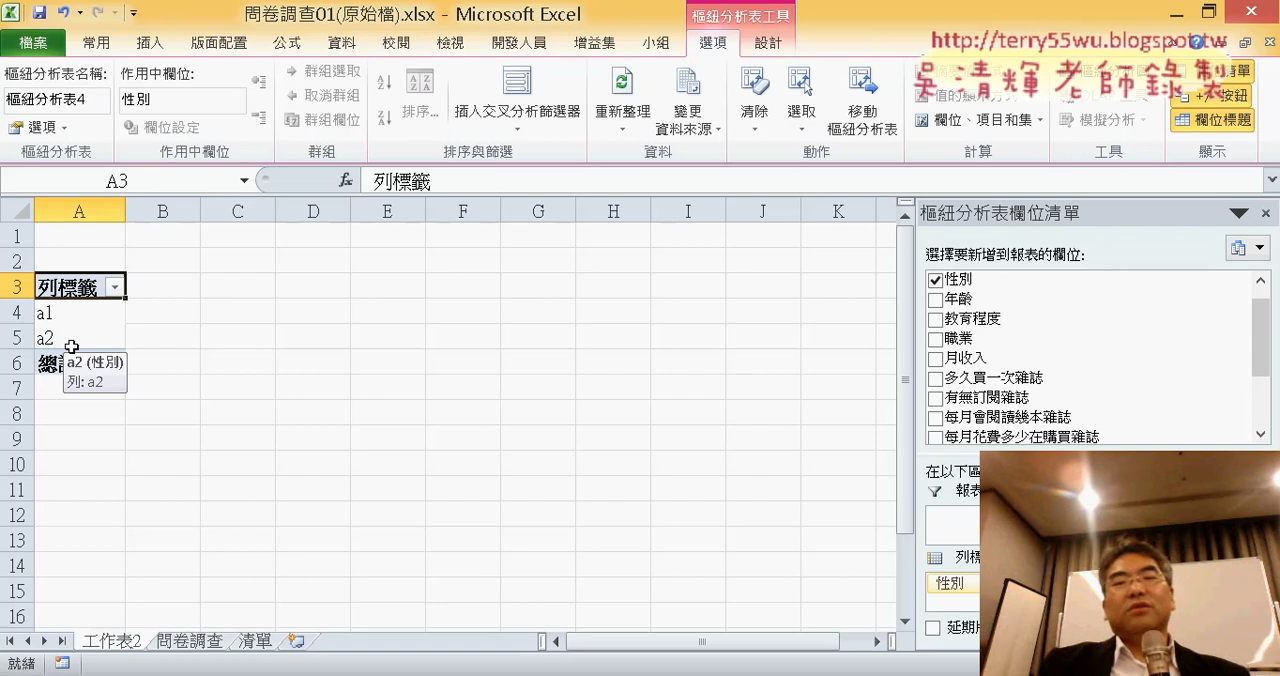 問卷調查01(原始檔).xlsx - Microsoft Excel
樞紐分析表工具
檔案 常用 插入 版面配置 公式 資料 校閱 檢視 開發人員 增益集 小組 選項 設計
http://terry55wu.blogspot.tw
吳清輝老師錄製
樞紐分析表名稱:
樞紐分析表4
選項
樞紐分析表
作用中欄位:
性別
欄位設定
作用中欄位
群組選取
取消群組
群組欄位
群組
排序...
插入交叉分析篩選器
排序與篩選
重新整理
變更
資料來源
資料
清除
選取
移動
樞紐分析表
動作
值的顯示方式
欄位、項目和集
計算
模擬分析
工具
清單
+/- 按鈕
欄位標題
顯示
A3
fx
列標籤
A B C D E F G H I J K
1
2
3 列標籤
4 a1
5 a2
6
7
8
9
10
11
12
13
14
15
16
a2 (性別)
列: a2
樞紐分析表欄位清單
選擇要新增到報表的欄位:
性別
年齡
教育程度
職業
月收入
多久買一次雜誌
有無訂閱雜誌
每月會閱讀幾本雜誌
每月花費多少在購買雜誌
在以下區
報表
列標
性別
工作表2 問卷調查 清單
就緒